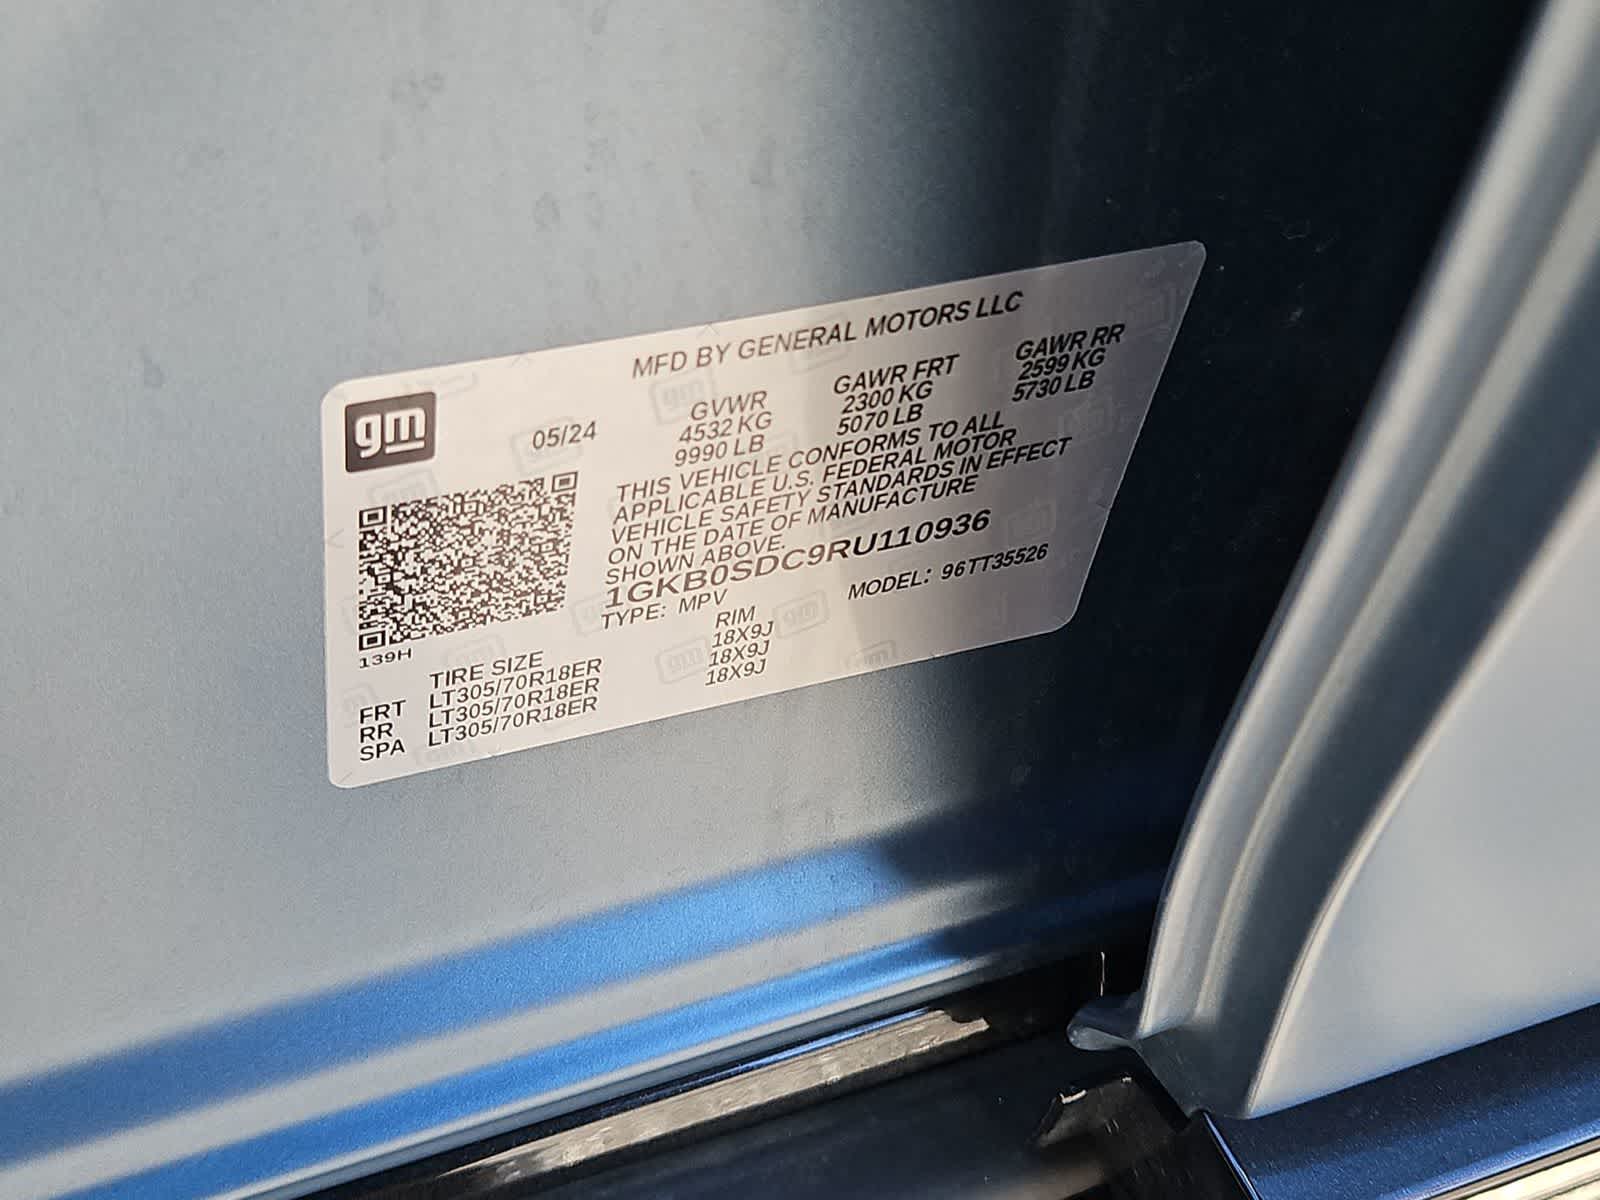 MFD BY GENERAL MOTORS LLC
gm
05/24
GVWR
4532 KG
9990 LB
GAWR FRT
2300 KG
5070 LB
GAWR RR
2599 KG
5730 LB
THIS VEHICLE CONFORMS TO ALL
APPLICABLE U.S. FEDERAL MOTOR
VEHICLE SAFETY STANDARDS IN EFFECT
ON THE DATE OF MANUFACTURE
SHOWN ABOVE.
1GKB0SDC9RU110936
TYPE: MPV
MODEL: 96TT35526
139H
TIRE SIZE
RIM
FRT LT305/70R18ER 18X9J
RR LT305/70R18ER 18X9J
SPA LT305/70R18ER 18X9J